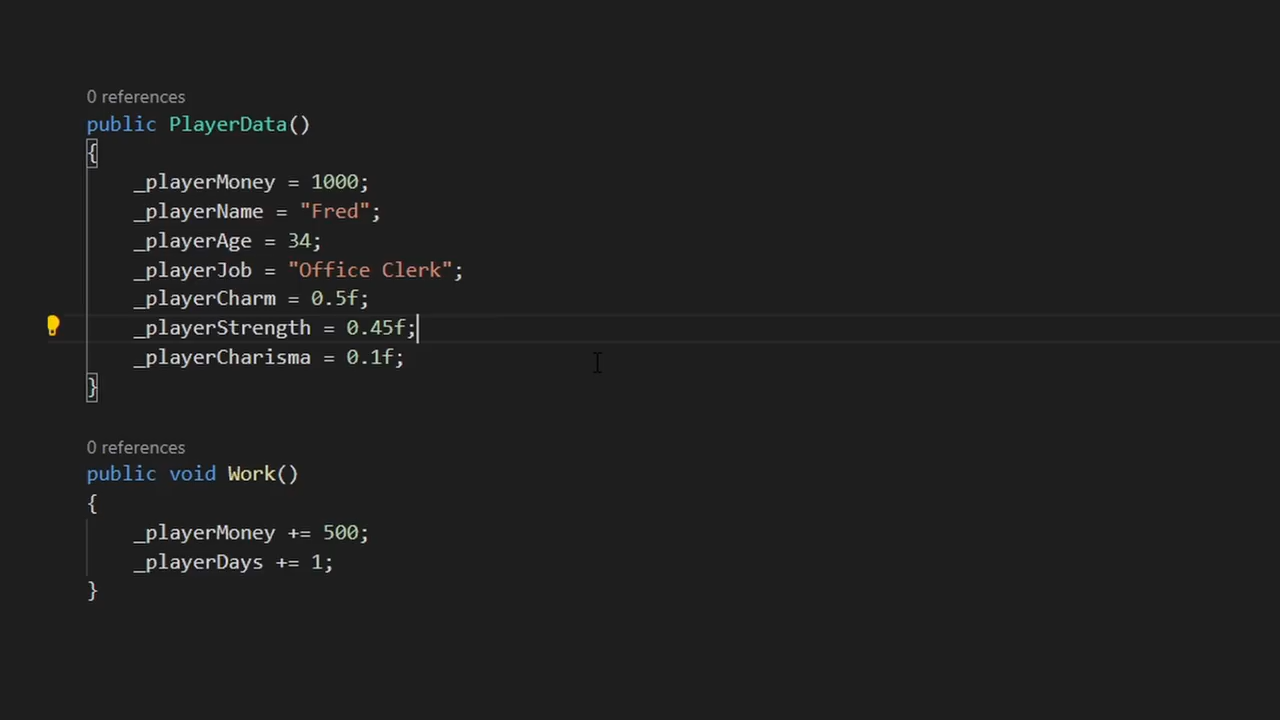 0 references
public PlayerData()
{
_playerMoney = 1000;
_playerName = "Fred";
_playerAge = 34;
_playerJob = "Office Clerk";
_playerCharm = 0.5f;
_playerStrength = 0.45f;
_playerCharisma = 0.1f;
}
0 references
public void Work()
{
_playerMoney += 500;
_playerDays += 1;
}